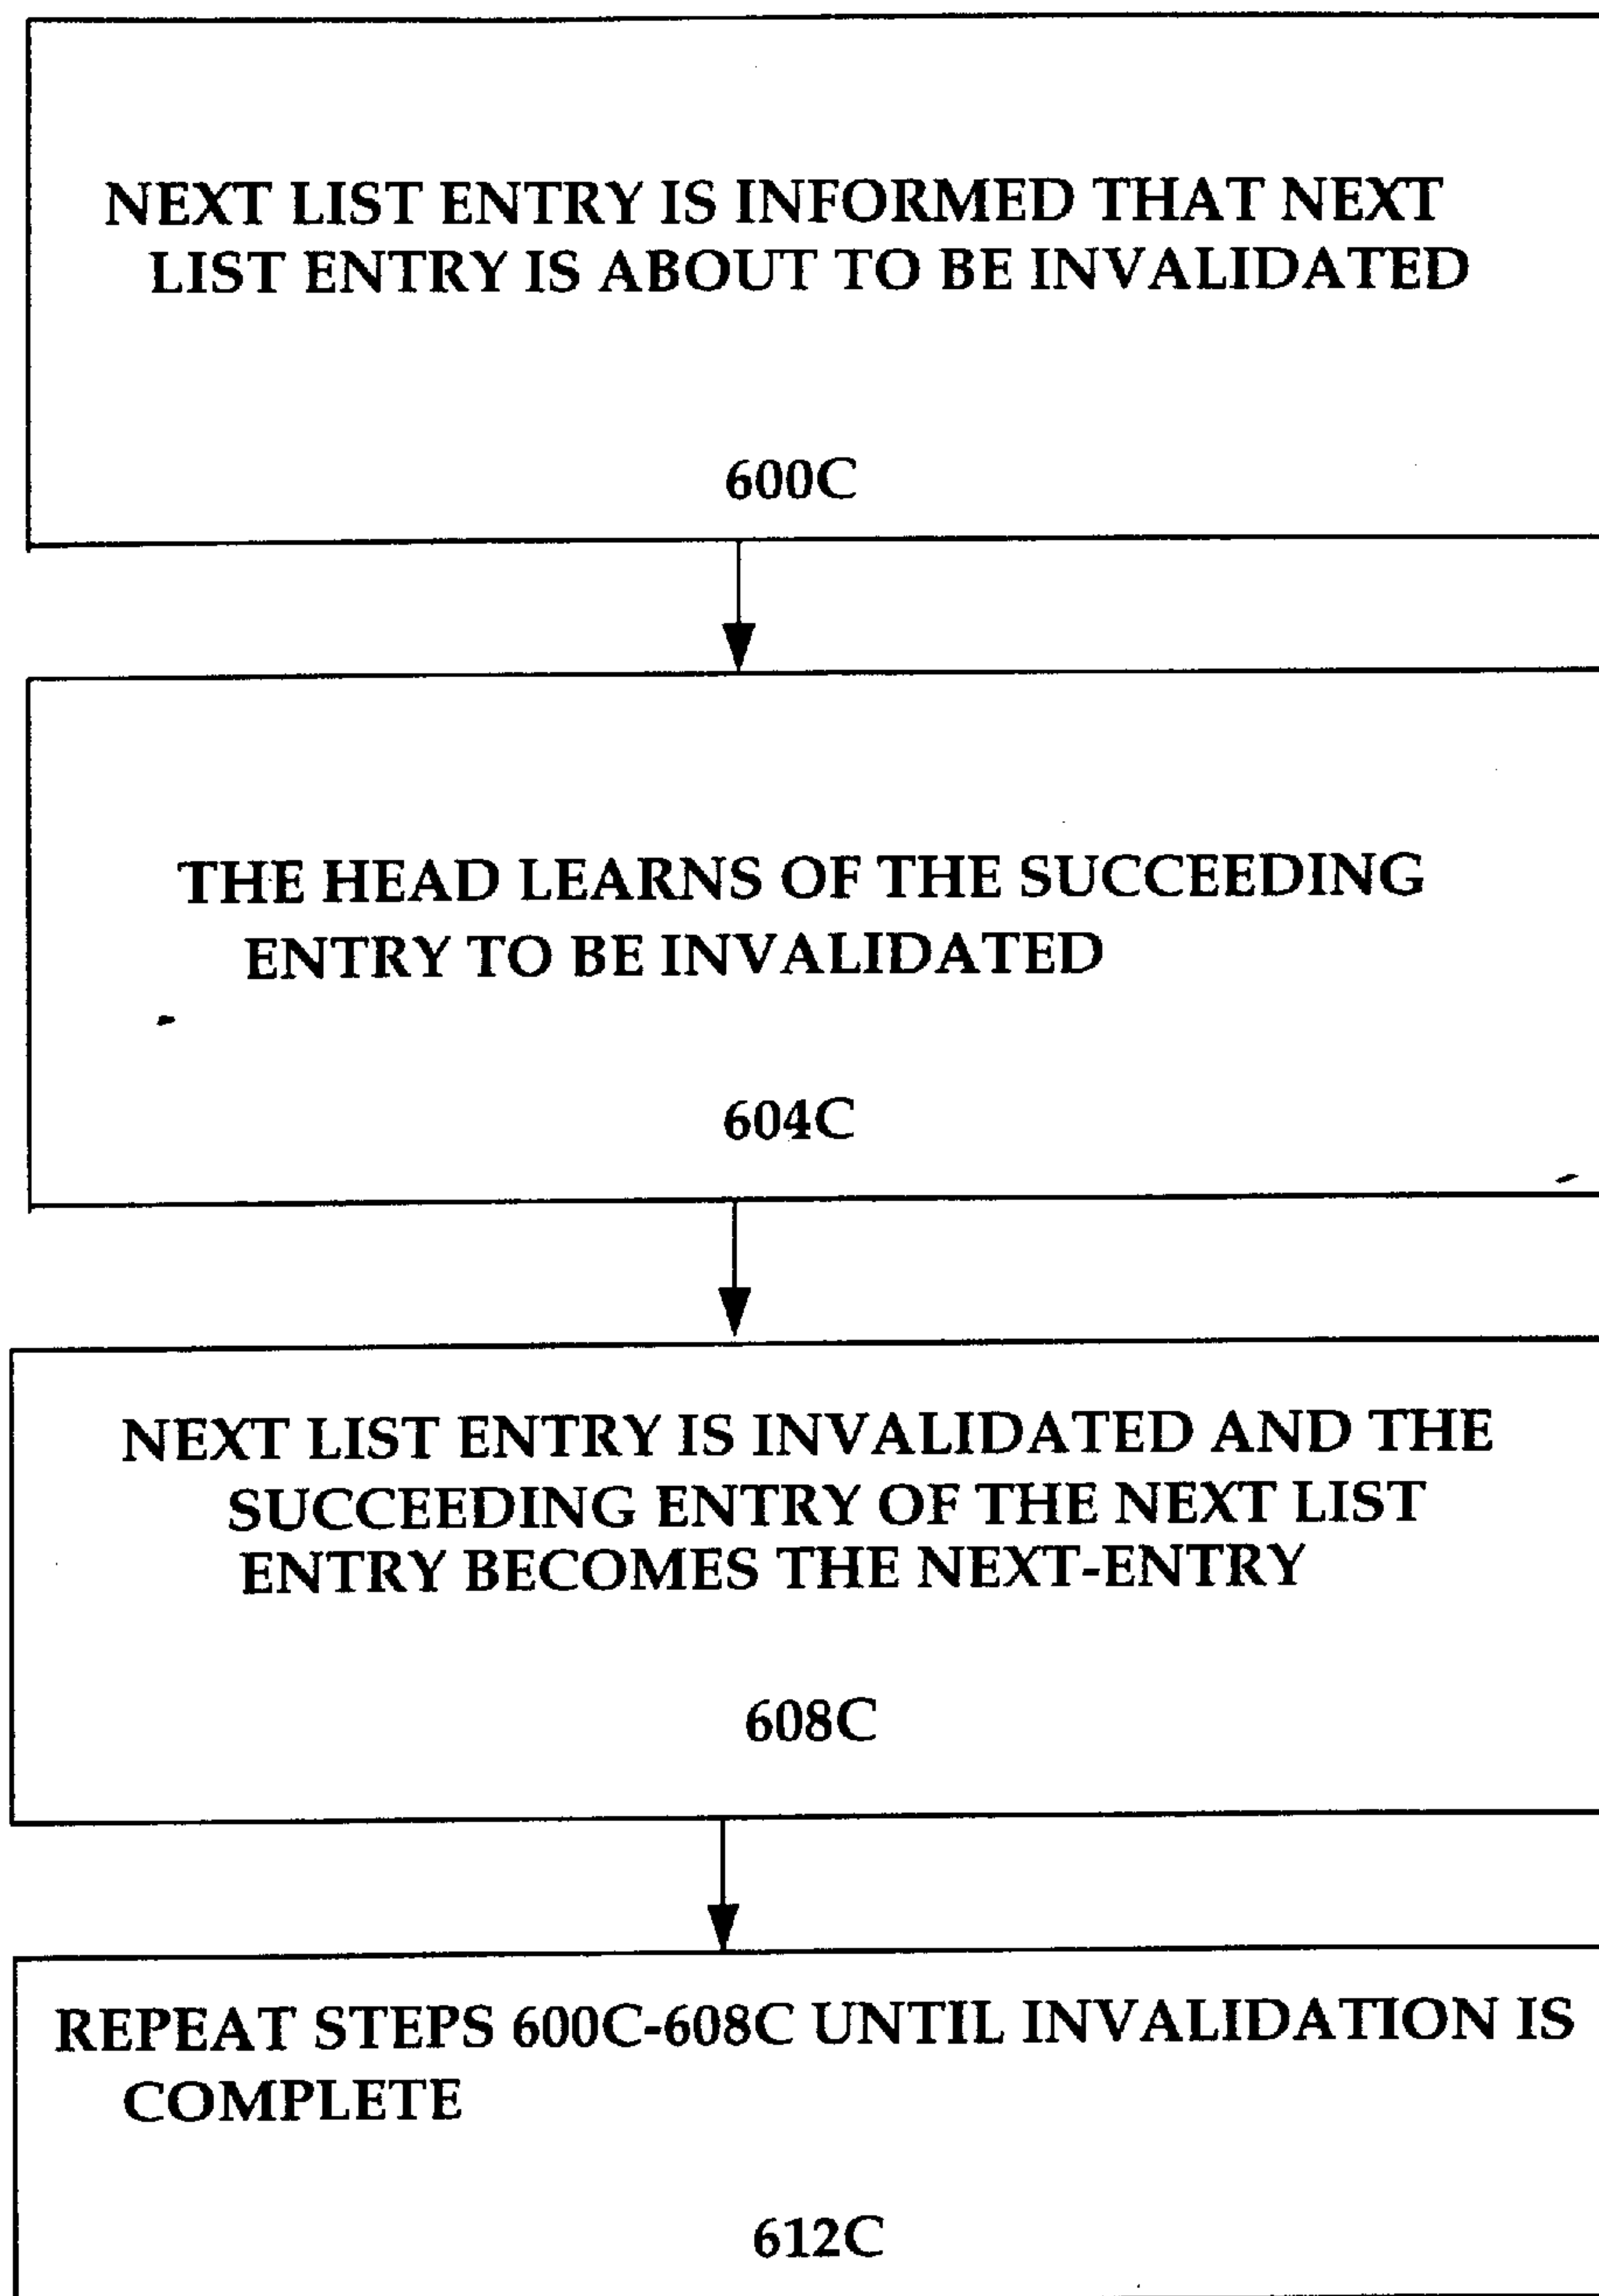 NEXT LIST ENTRY IS INFORMED THAT NEXT
LIST ENTRY IS ABOUT TO BE INVALIDATED
600C
THE HEAD LEARNS OF THE SUCCEEDING
ENTRY TO BE INVALIDATED
604C
NEXT LIST ENTRY IS INVALIDATED AND THE
SUCCEEDING ENTRY OF THE NEXT LIST
ENTRY BECOMES THE NEXT-ENTRY
608C
REPEAT STEPS 600C-608C UNTIL INVALIDATION IS
COMPLETE
612C